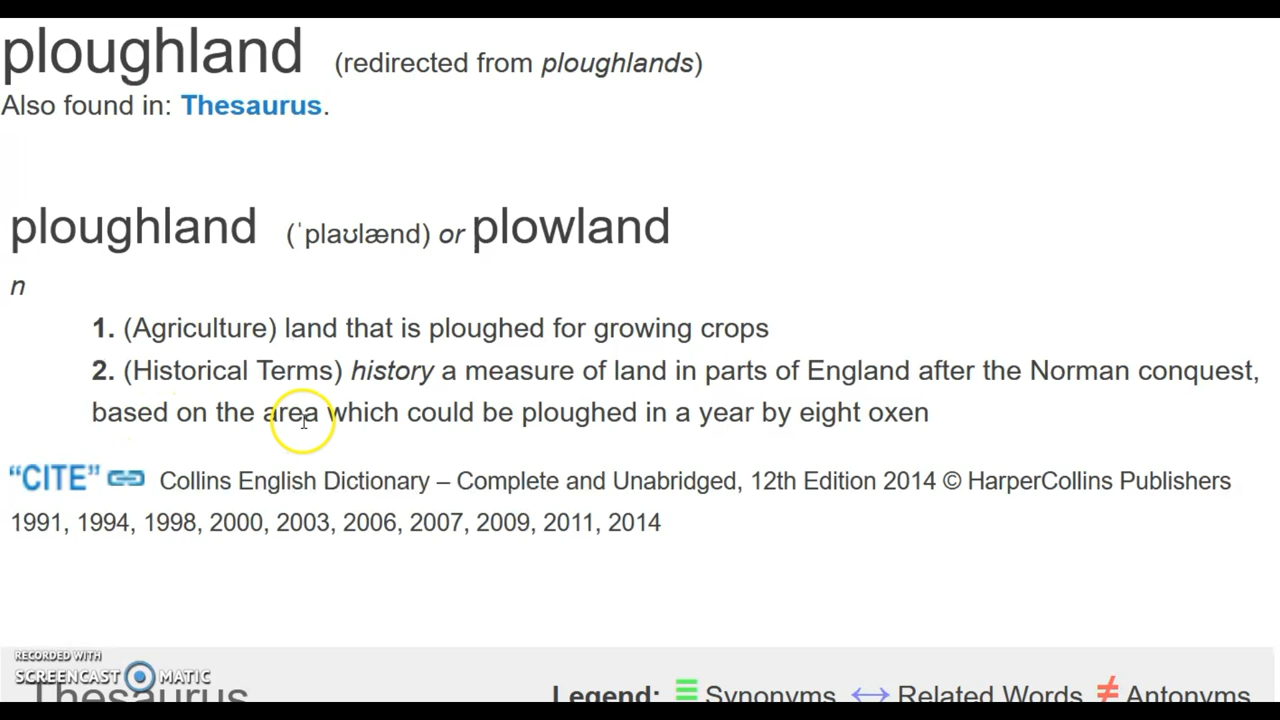 ploughland (redirected from ploughlands)
Also found in: Thesaurus.
ploughland (ˈplaʊlænd) or plowland
n
1. (Agriculture) land that is ploughed for growing crops
2. (Historical Terms) history a measure of land in parts of England after the Norman conquest,
based on the area which could be ploughed in a year by eight oxen
“CITE” Collins English Dictionary – Complete and Unabridged, 12th Edition 2014 © HarperCollins Publishers
1991, 1994, 1998, 2000, 2003, 2006, 2007, 2009, 2011, 2014
RECORDED WITH
SCREENCAST MATIC
Thesaurus Legend: Synonyms Related Words Antonyms